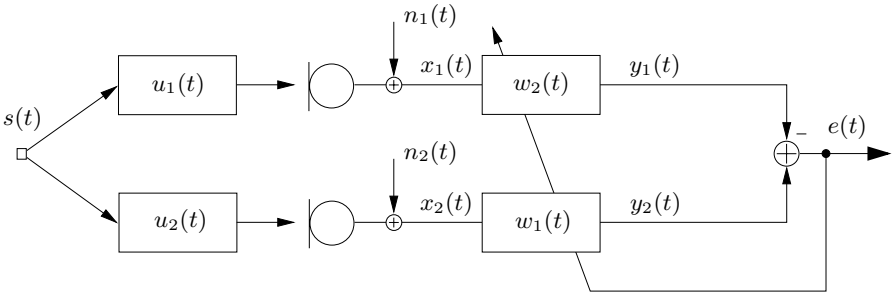 n₁(t)
u₁(t)
x₁(t)
w₂(t)
y₁(t)
s(t)
+
−
e(t)
+
n₂(t)
u₂(t)
x₂(t)
w₁(t)
y₂(t)
+